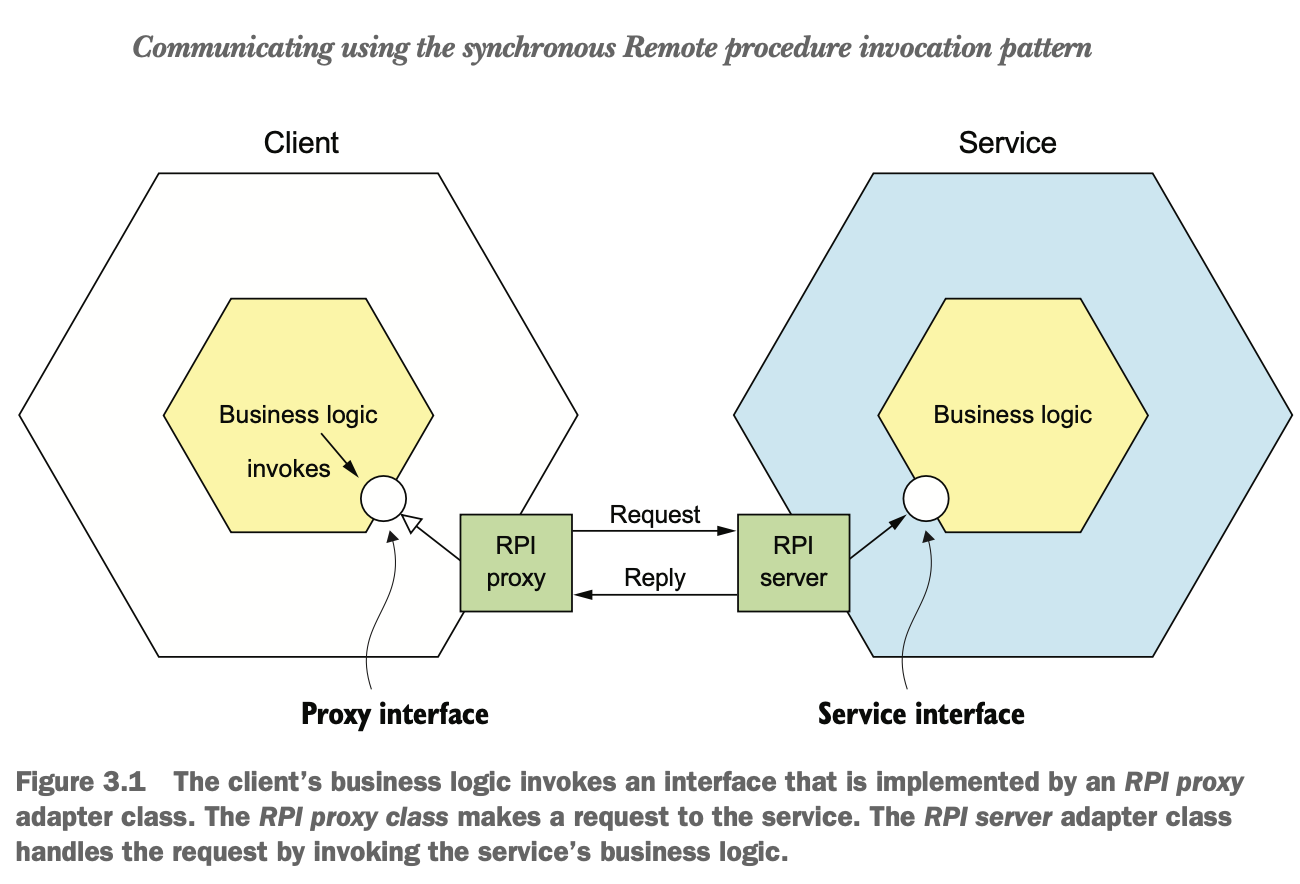 Communicating using the synchronous Remote procedure invocation pattern
Client
Service
Business logic
invokes
Business logic
RPI
proxy
Request
Reply
RPI
server
Proxy interface
Service interface
Figure 3.1 The client’s business logic invokes an interface that is implemented by an RPI proxy
adapter class. The RPI proxy class makes a request to the service. The RPI server adapter class
handles the request by invoking the service’s business logic.